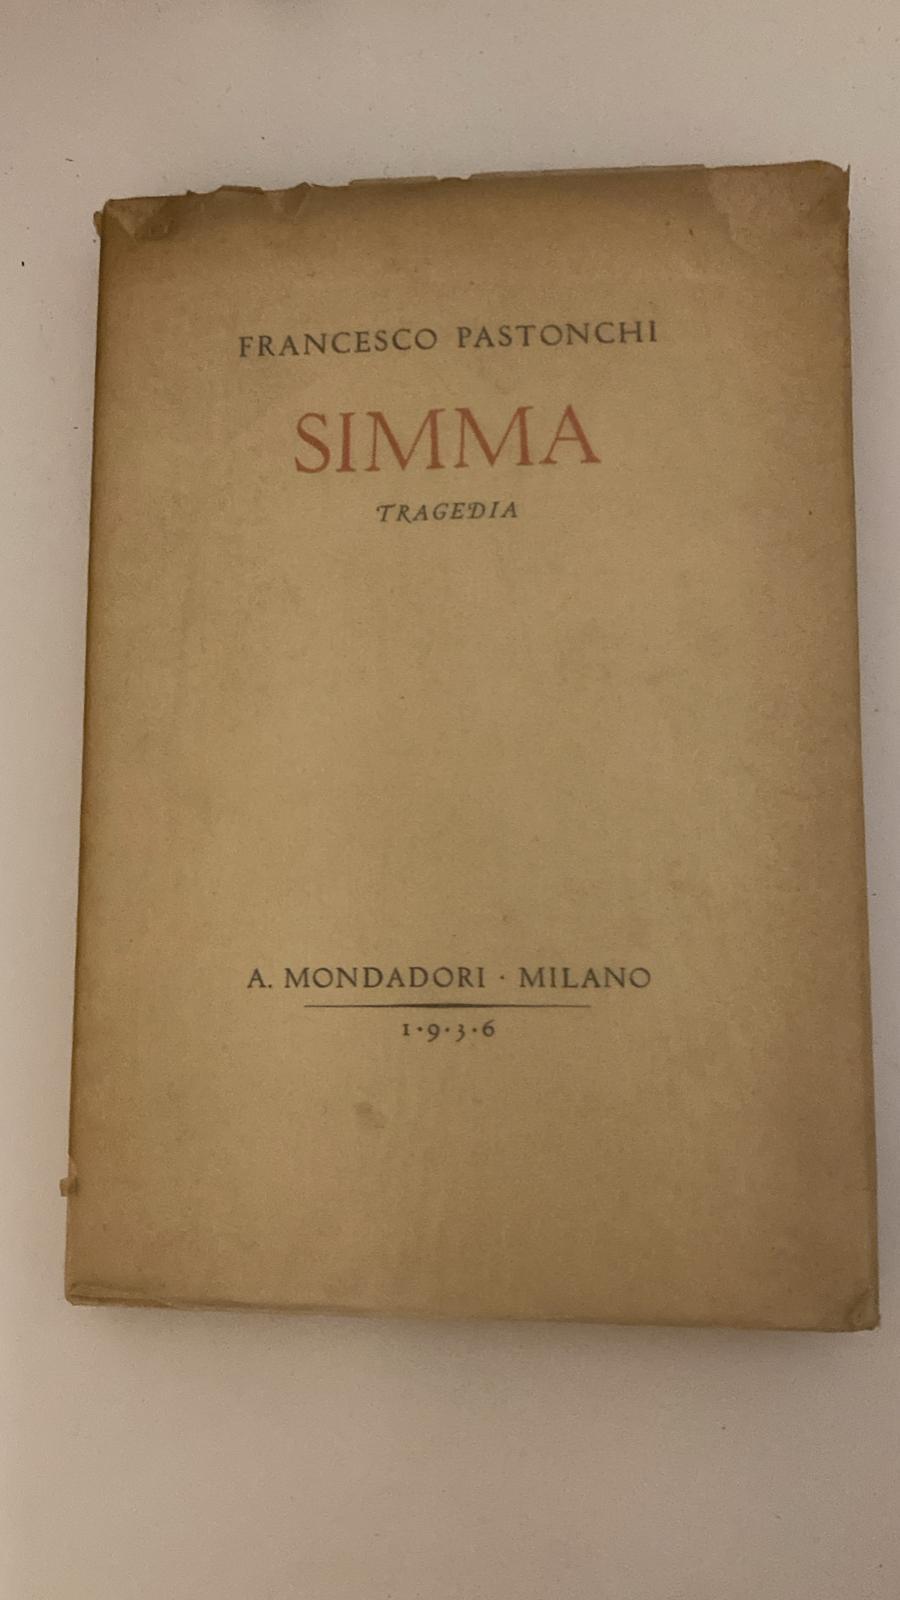 FRANCESCO PASTONCHI
SIMMA
TRAGEDIA
A. MONDADORI · MILANO
1·9·3·6